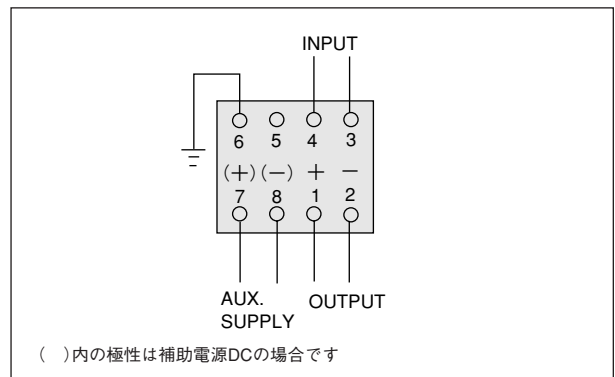 INPUT
6 5 4 3
(+) (−) + −
7 8 1 2
AUX. SUPPLY
OUTPUT
( )内の極性は補助電源DCの場合です